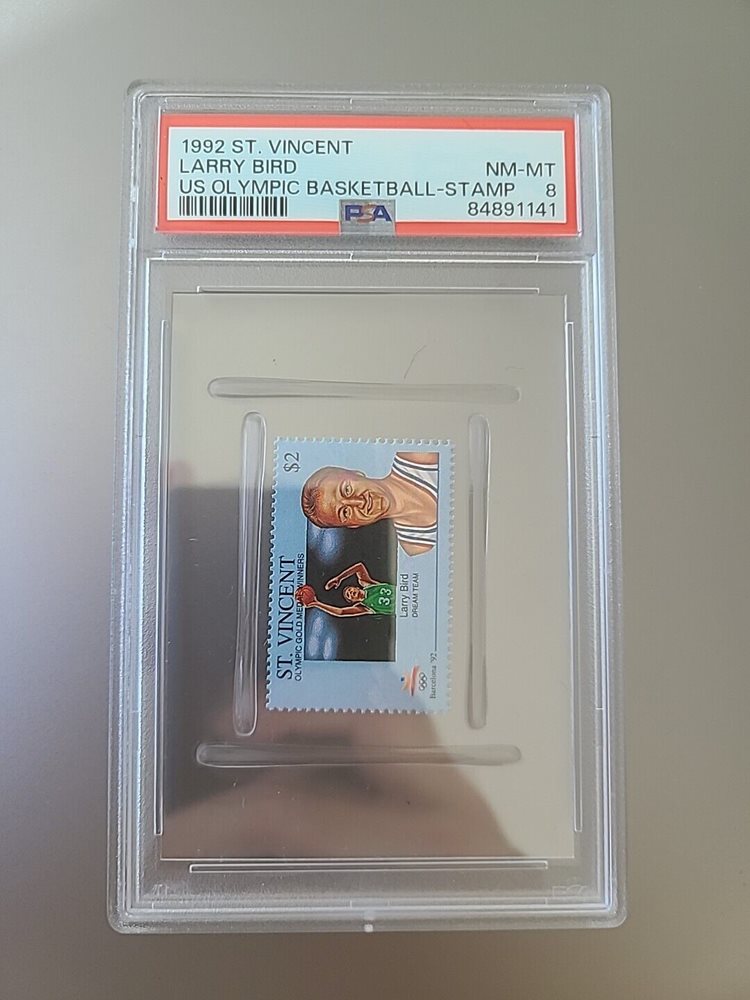 1992 ST. VINCENT
LARRY BIRD NM-MT
US OLYMPIC BASKETBALL-STAMP 8
PSA 84891141
$2
ST. VINCENT
OLYMPIC GOLD MEDAL WINNERS
33
Larry Bird
DREAM TEAM
Barcelona '92